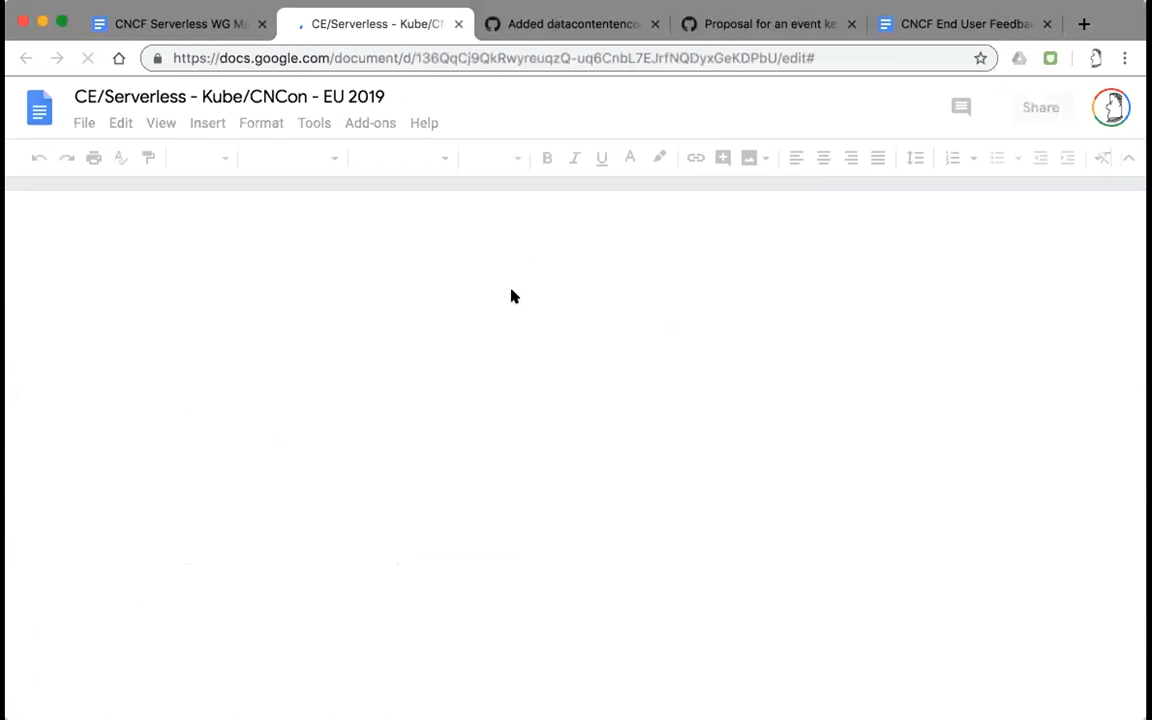 CNCF Serverless WG M
CE/Serverless - Kube/C
Added datacontentenco
Proposal for an event ke
CNCF End User Feedba
https://docs.google.com/document/d/136QqCj9QkRwyreuqzQ-uq6CnbL7EJrfNQDyxGeKDPbU/edit#
CE/Serverless - Kube/CNCon - EU 2019
Share
File Edit View Insert Format Tools Add-ons Help
B I U A